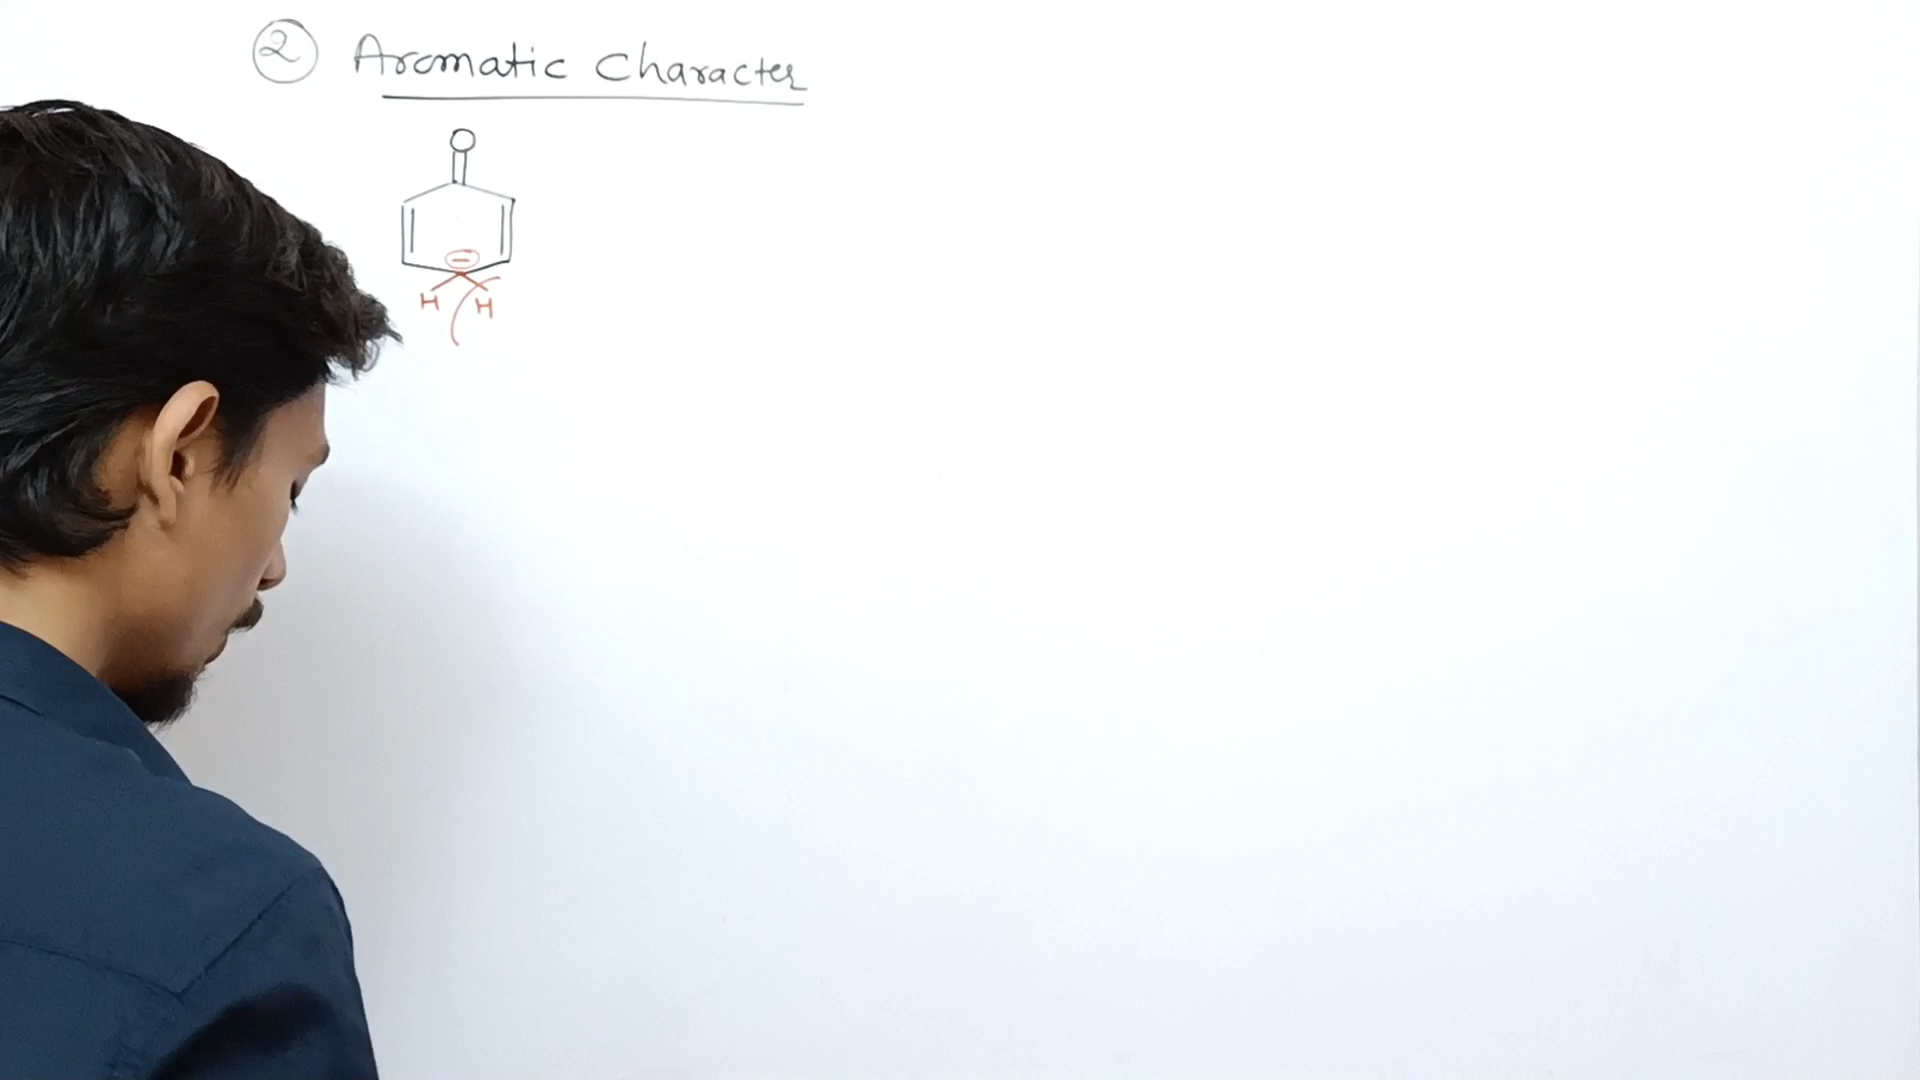 ② Aromatic Character
O
⊖
H H